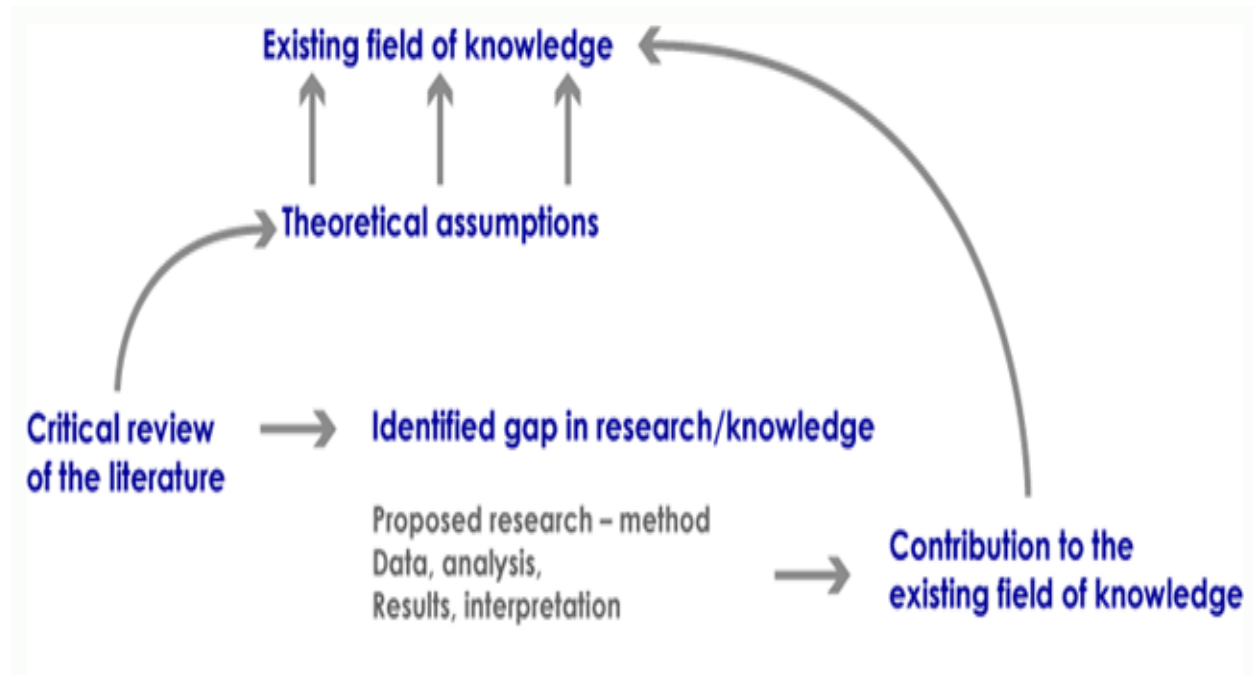 Existing field of knowledge
Theoretical assumptions
Critical review
of the literature
Identified gap in research/knowledge
Proposed research – method
Data, analysis,
Results, interpretation
Contribution to the
existing field of knowledge